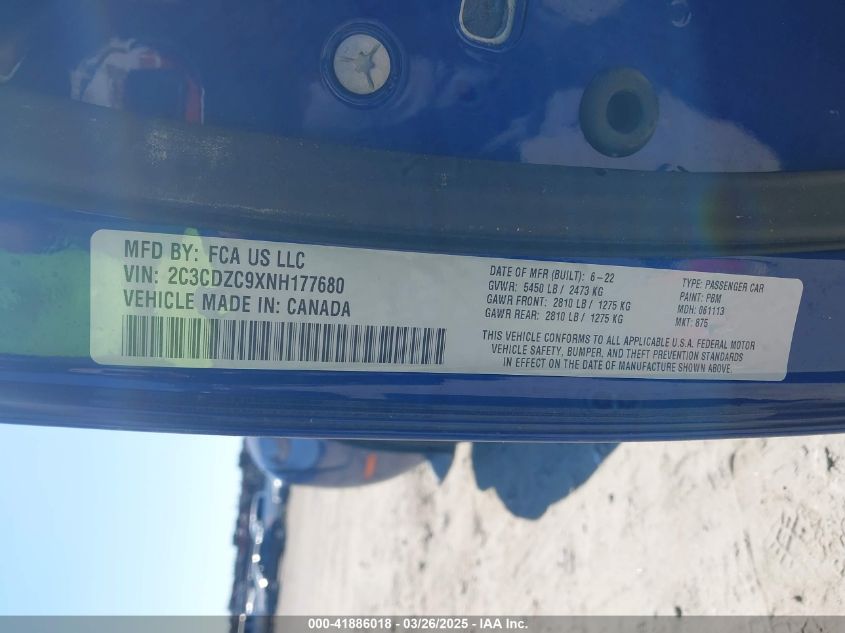 MFD BY: FCA US LLC
VIN: 2C3CDZC9XNH177680
VEHICLE MADE IN: CANADA
DATE OF MFR (BUILT): 6-22
GVWR: 5450 LB / 2473 KG
GAWR FRONT: 2810 LB / 1275 KG
GAWR REAR: 2810 LB / 1275 KG
TYPE: PASSENGER CAR
PAINT: PBM
MDH: 061113
MKT: 875
THIS VEHICLE CONFORMS TO ALL APPLICABLE U.S.A. FEDERAL MOTOR
VEHICLE SAFETY, BUMPER, AND THEFT PREVENTION STANDARDS
IN EFFECT ON THE DATE OF MANUFACTURE SHOWN ABOVE.
000-41886018 - 03/26/2025 - IAA Inc.